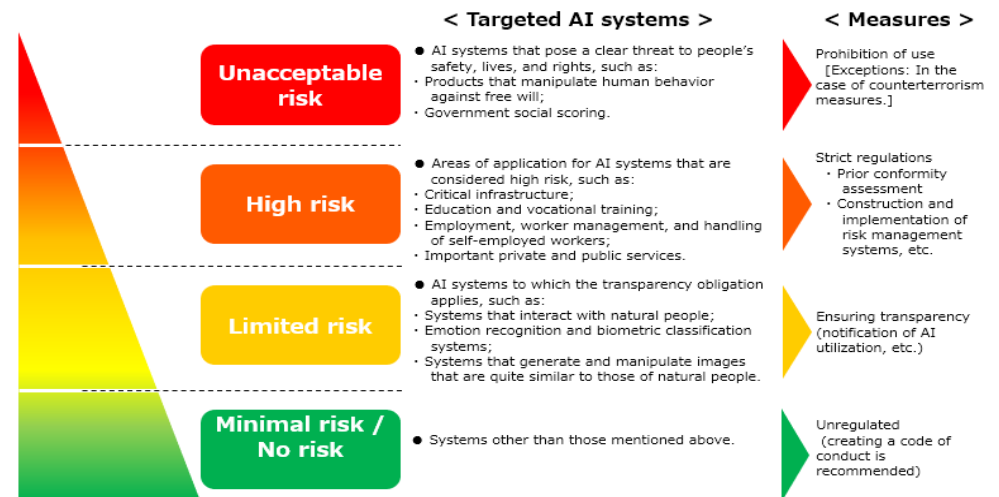 < Targeted AI systems >
< Measures >
Unacceptable
risk
● AI systems that pose a clear threat to people’s
safety, lives, and rights, such as:
・Products that manipulate human behavior
against free will;
・Government social scoring.
Prohibition of use
[Exceptions: In the
case of counterterrorism
measures.]
High risk
● Areas of application for AI systems that are
considered high risk, such as:
・Critical infrastructure;
・Education and vocational training;
・Employment, worker management, and handling
of self-employed workers;
・Important private and public services.
Strict regulations
・Prior conformity
assessment
・Construction and
implementation of
risk management
systems, etc.
Limited risk
● AI systems to which the transparency obligation
applies, such as:
・Systems that interact with natural people;
・Emotion recognition and biometric classification
systems;
・Systems that generate and manipulate images
that are quite similar to those of natural people.
Ensuring transparency
(notification of AI
utilization, etc.)
Minimal risk /
No risk
● Systems other than those mentioned above.
Unregulated
(creating a code of
conduct is
recommended)